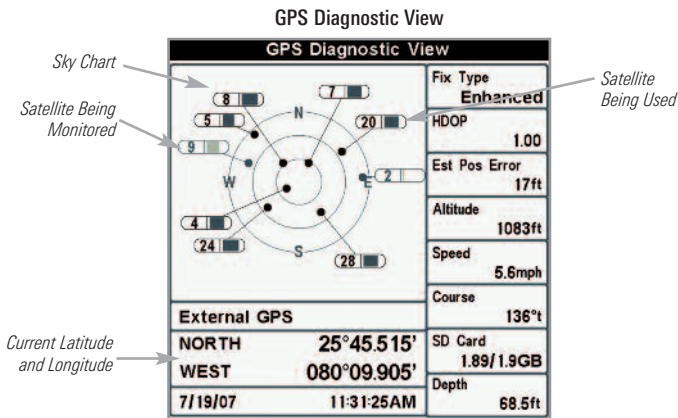 GPS Diagnostic View
GPS Diagnostic View
Sky Chart
Satellite Being
Monitored
Current Latitude
and Longitude
Satellite
Being Used
8
7
5
20
9
2
4
24
28
N
W
E
S
External GPS
NORTH 25°45.515'
WEST 080°09.905'
7/19/07 11:31:25AM
Fix Type
Enhanced
HDOP
1.00
Est Pos Error
17ft
Altitude
1083ft
Speed
5.6mph
Course
136°t
SD Card
1.89/1.9GB
Depth
68.5ft